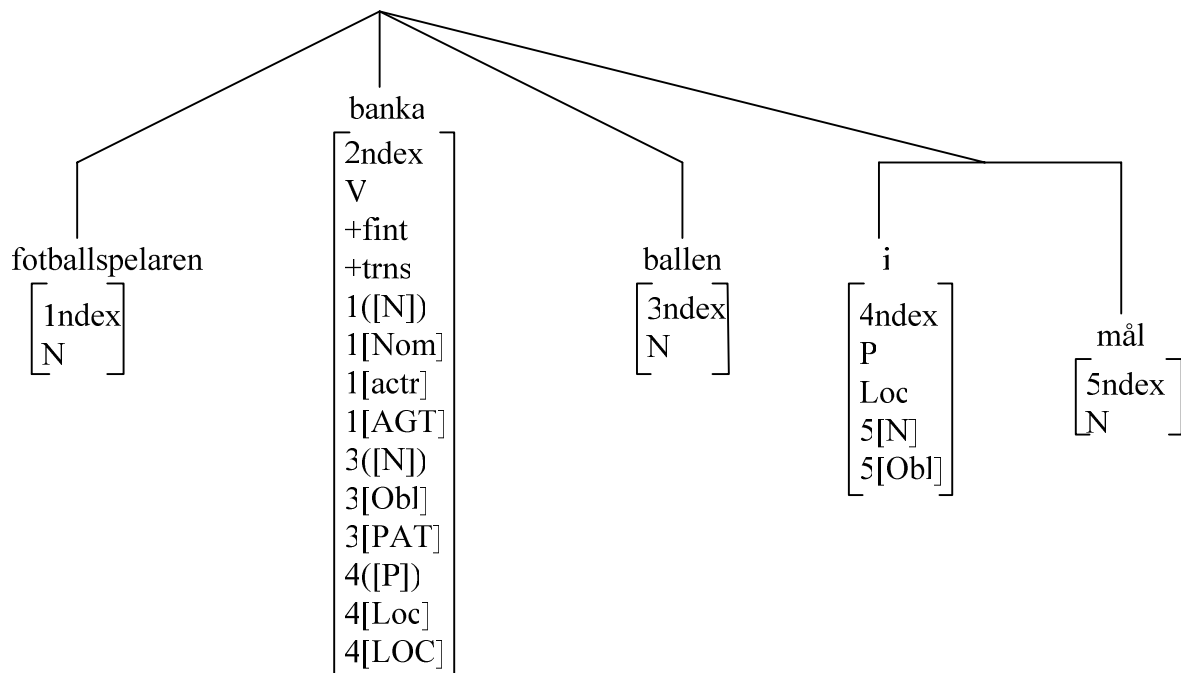 banka
2ndex
V
+fint
+trns
1([N])
1[Nom]
1[actr]
1[AGT]
3([N])
3[Obl]
3[PAT]
4([P])
4[Loc]
4[LOC]
fotballspelaren
1ndex
N
ballen
3ndex
N
i
4ndex
P
Loc
5[N]
5[Obl]
mål
5ndex
N